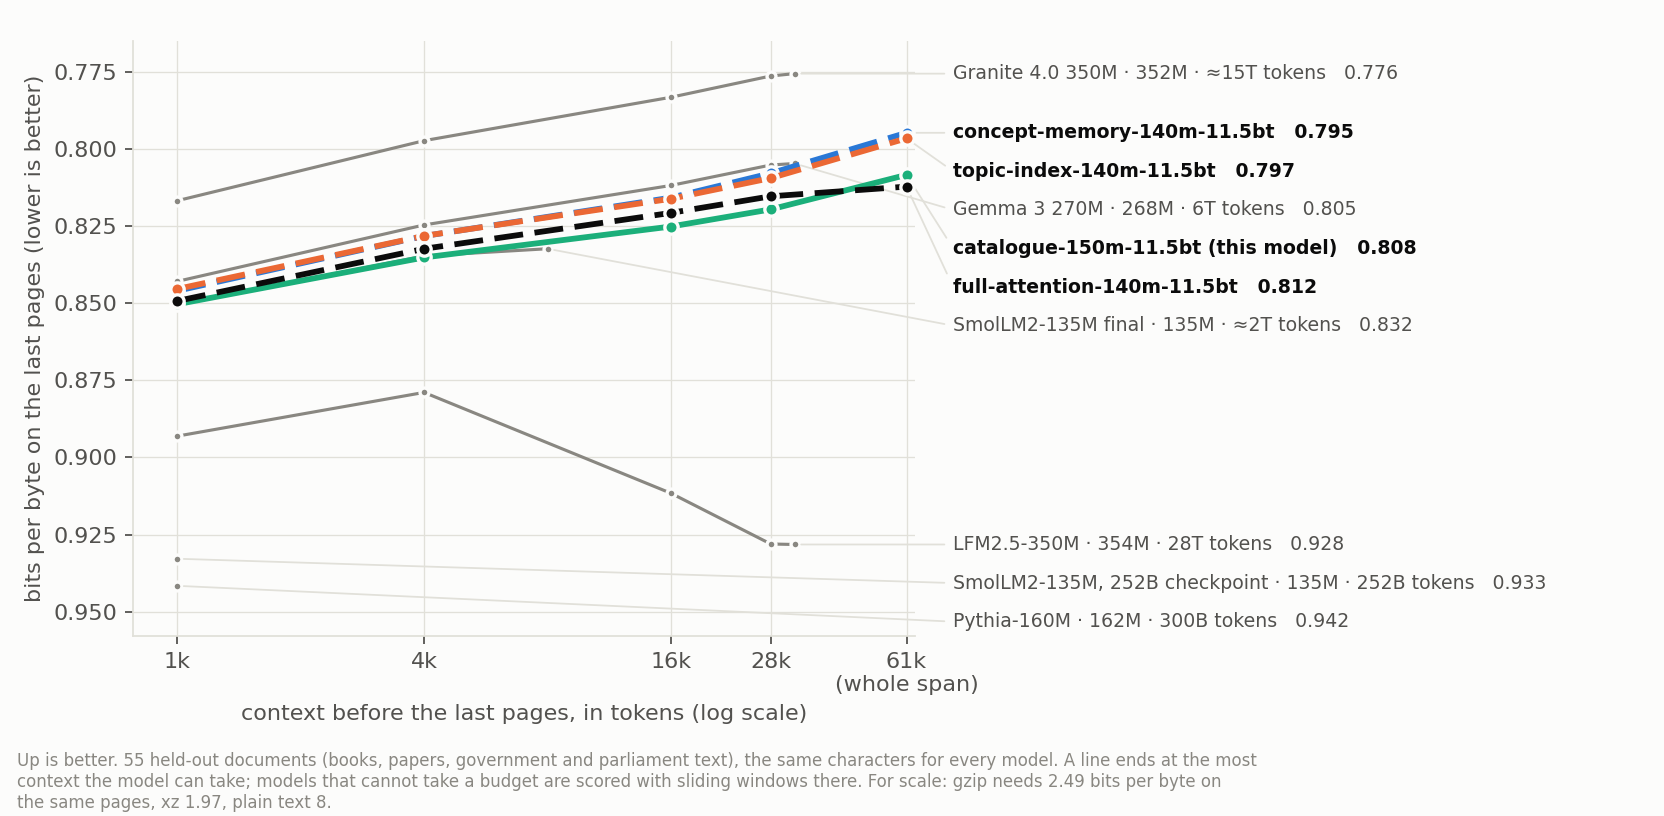 bits per byte on the last pages (lower is better)
0.775
0.800
0.825
0.850
0.875
0.900
0.925
0.950
Granite 4.0 350M · 352M · ≈15T tokens 0.776
concept-memory-140m-11.5bt 0.795
topic-index-140m-11.5bt 0.797
Gemma 3 270M · 268M · 6T tokens 0.805
catalogue-150m-11.5bt (this model) 0.808
full-attention-140m-11.5bt 0.812
SmolLM2-135M final · 135M · ≈2T tokens 0.832
LFM2.5-350M · 354M · 28T tokens 0.928
SmolLM2-135M, 252B checkpoint · 135M · 252B tokens 0.933
Pythia-160M · 162M · 300B tokens 0.942
1k 4k 16k 28k 61k
(whole span)
context before the last pages, in tokens (log scale)
Up is better. 55 held-out documents (books, papers, government and parliament text), the same characters for every model. A line ends at the most
context the model can take; models that cannot take a budget are scored with sliding windows there. For scale: gzip needs 2.49 bits per byte on
the same pages, xz 1.97, plain text 8.